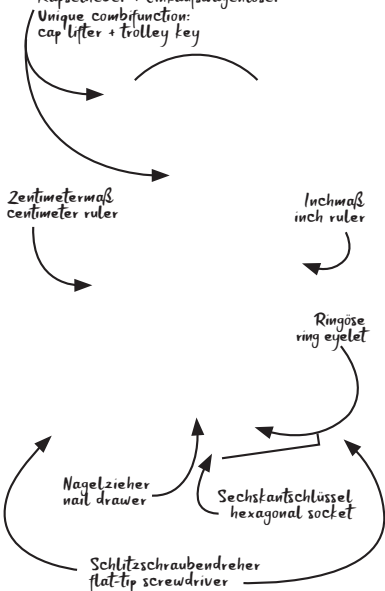 Unique combifunction:
cap lifter + trolley key
Zentimetermaß
centimeter ruler
Inchmaß
inch ruler
Ringöse
ring eyelet
Nagelzieher
nail drawer
Sechskantschlüssel
hexagonal socket
Schlitzschraubendreher
flat-tip screwdriver